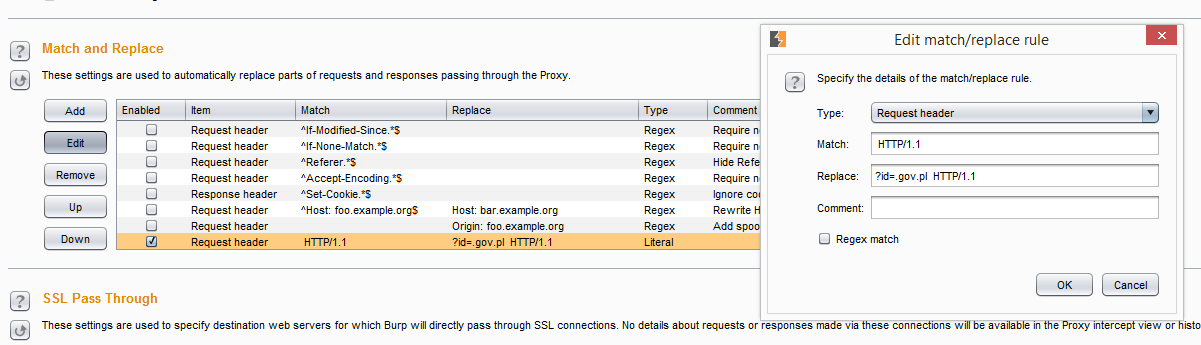 Match and Replace
These settings are used to automatically replace parts of requests and responses passing through the Proxy.
Add
Edit
Remove
Up
Down
Enabled Item Match Replace Type Comment
Request header ^If-Modified-Since.*$ Regex Require n
Request header ^If-None-Match.*$ Regex Require n
Request header ^Referer.*$ Regex Hide Refe
Request header ^Accept-Encoding.*$ Regex Require n
Response header ^Set-Cookie.*$ Regex Ignore coo
Request header ^Host: foo.example.org$ Host: bar.example.org Regex Rewrite H
Request header Origin: foo.example.org Regex Add spoo
Request header HTTP/1.1 ?id=.gov.pl HTTP/1.1 Literal
Edit match/replace rule
Specify the details of the match/replace rule.
Type: Request header
Match: HTTP/1.1
Replace: ?id=.gov.pl HTTP/1.1
Comment:
Regex match
OK Cancel
SSL Pass Through
These settings are used to specify destination web servers for which Burp will directly pass through SSL connections. No details about requests or responses made via these connections will be available in the Proxy intercept view or histo